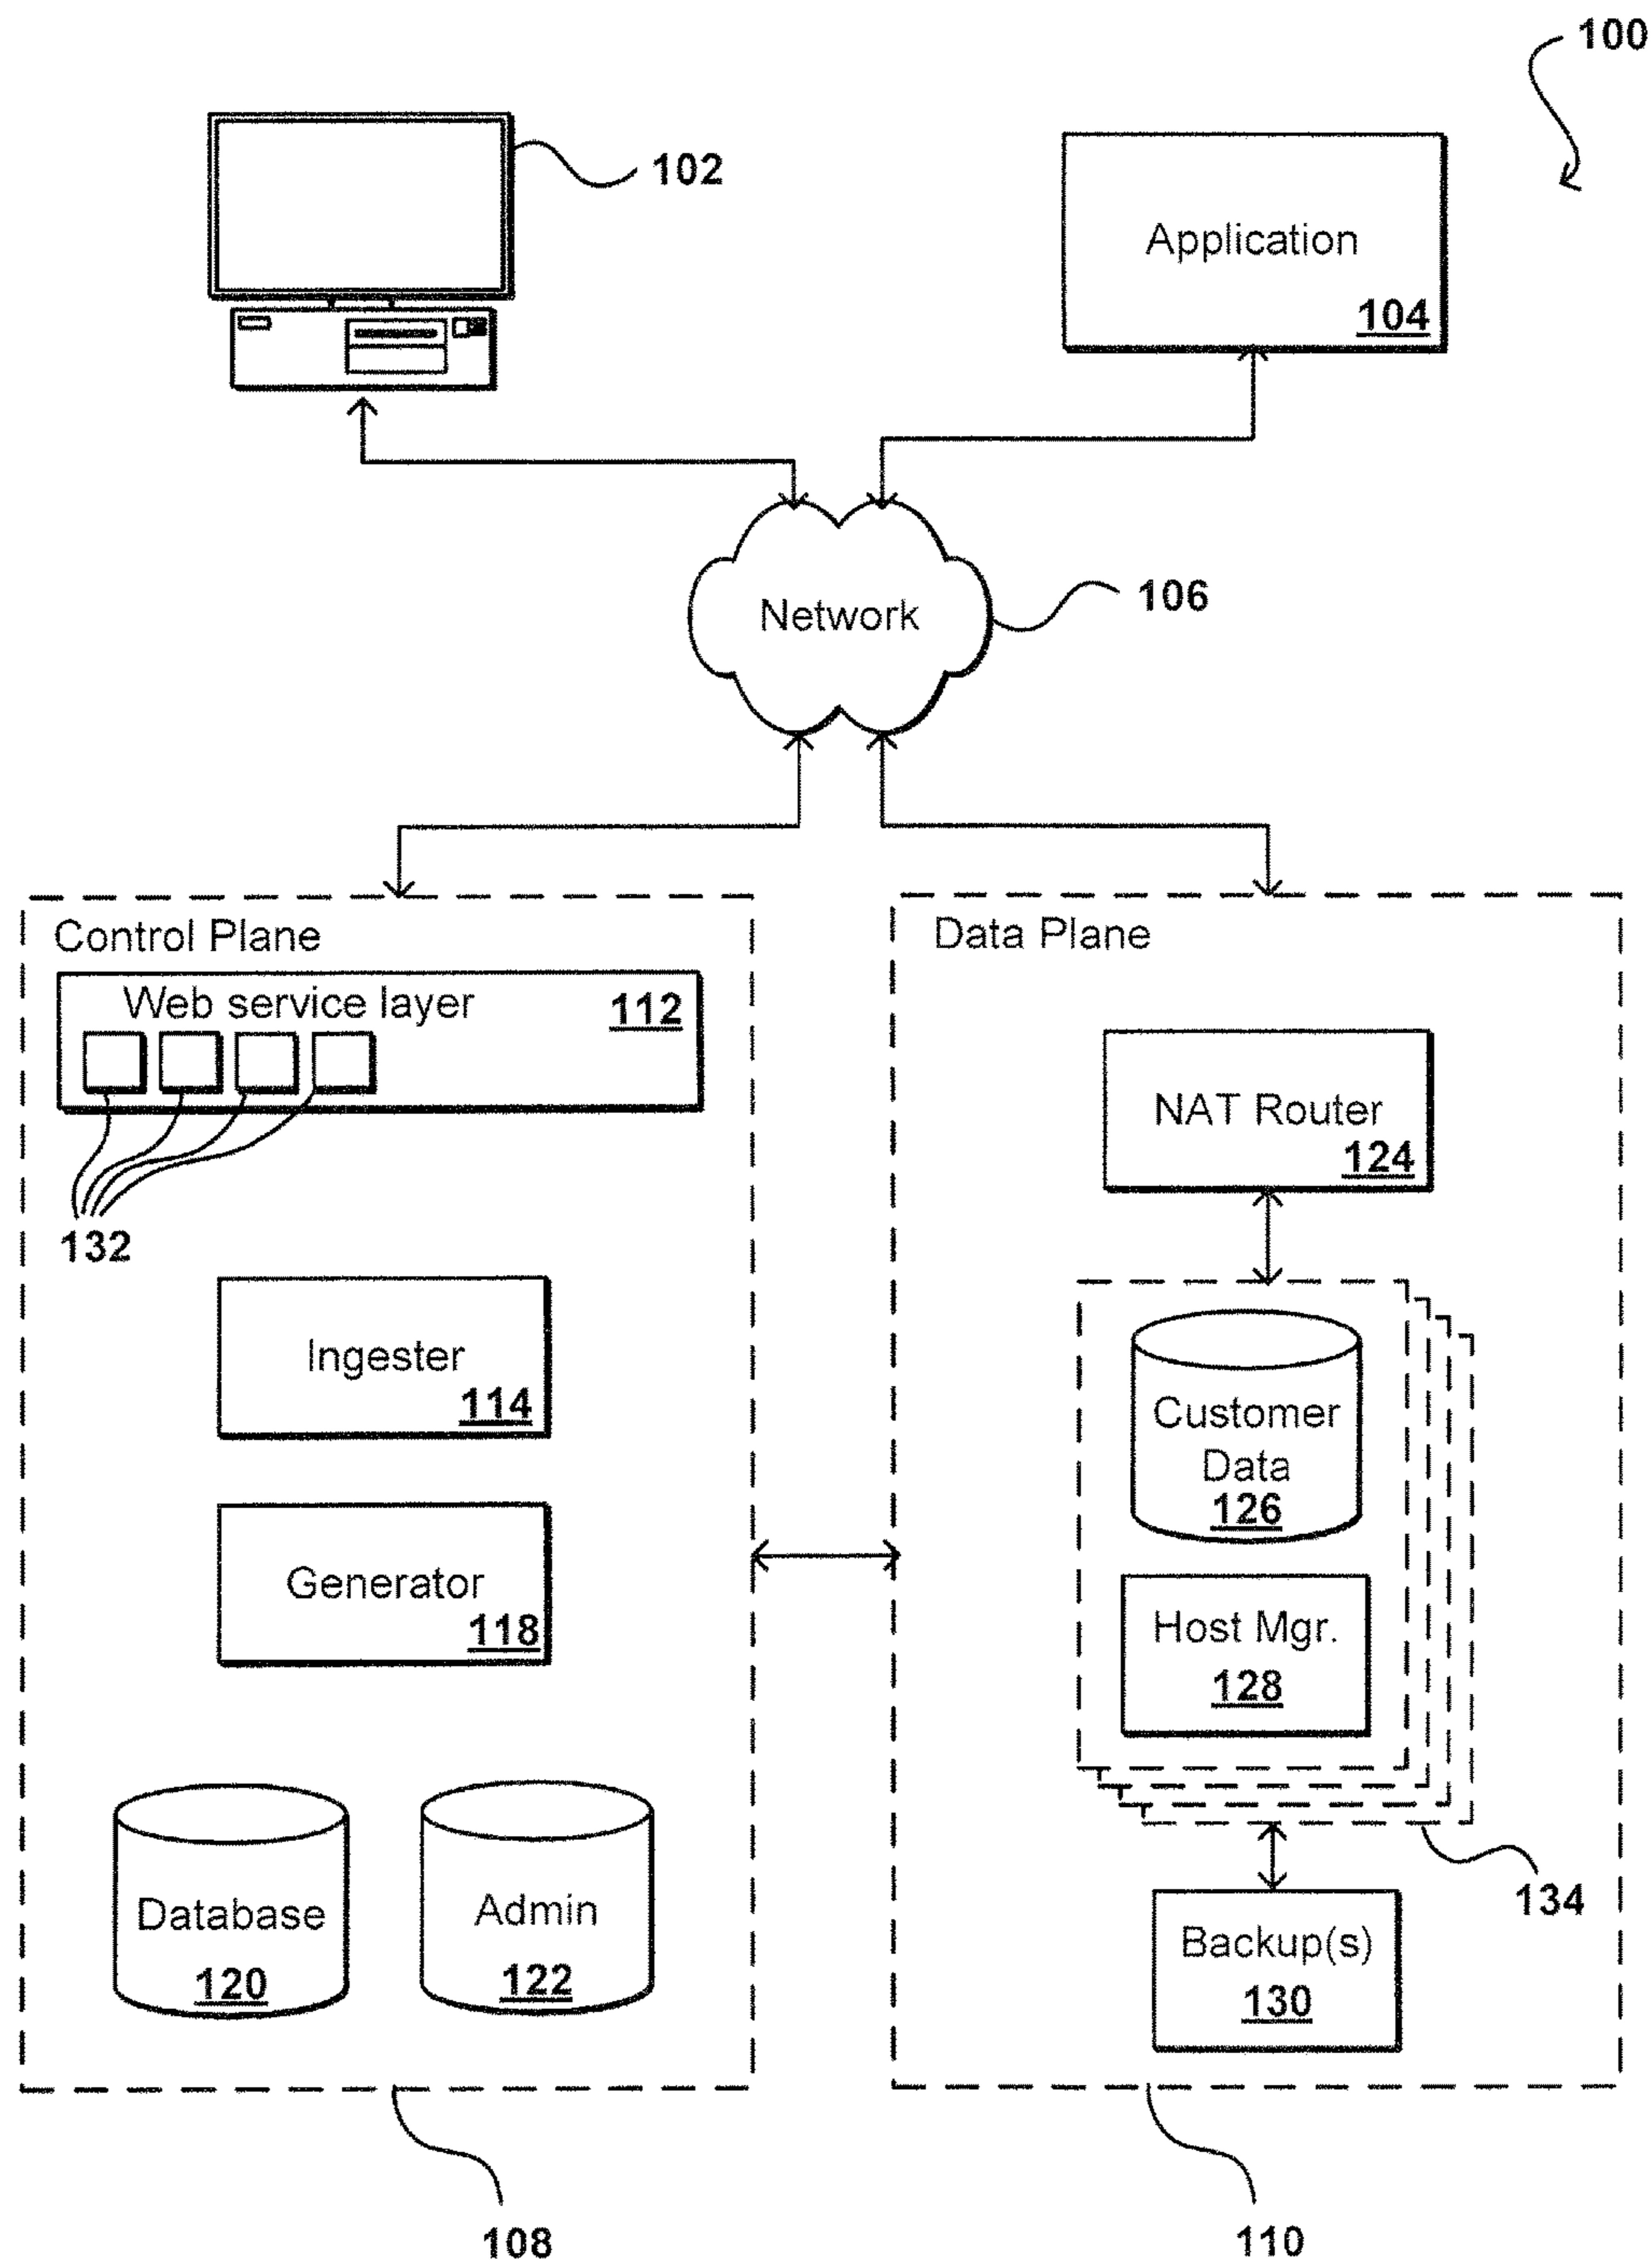 100
102
Application
104
Network
106
Control Plane
Web service layer
112
132
Ingester
114
Generator
118
Database
120
Admin
122
108
Data Plane
NAT Router
124
Customer
Data
126
Host Mgr.
128
134
Backup(s)
130
110